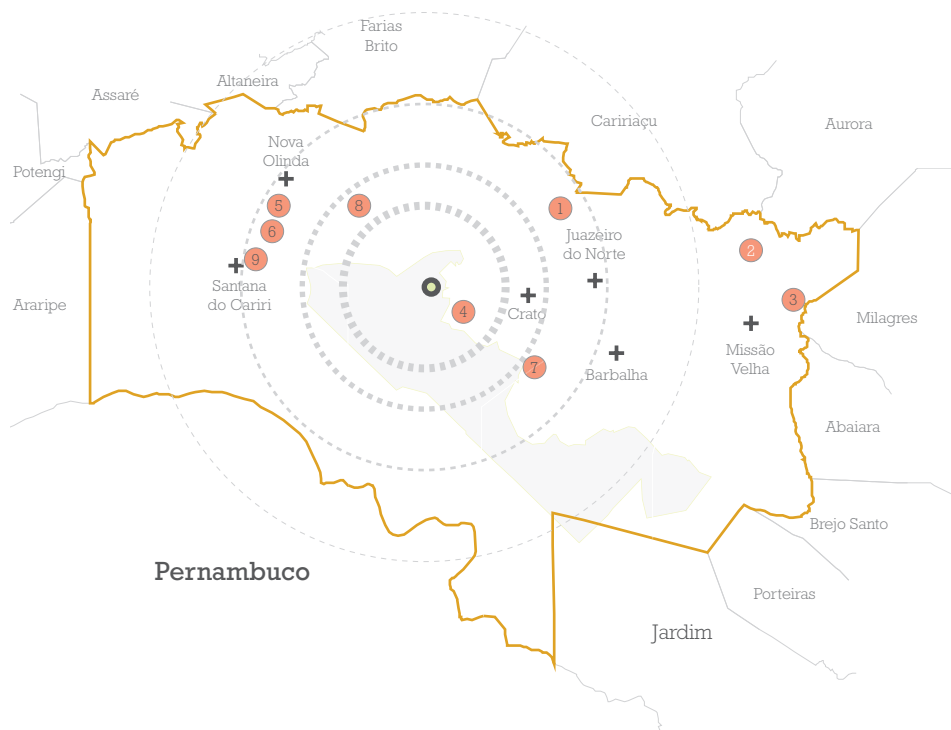 Farias
Brito
Altaneira
Assaré
Caririaçu
Aurora
Nova
Olinda
Potengi
5
8
1
6
Juazeiro
do Norte
2
9
Santana
do Cariri
Araripe
4
Crato
3
Milagres
Missão
Velha
7
Barbalha
Abaiara
Brejo Santo
Pernambuco
Porteiras
Jardim